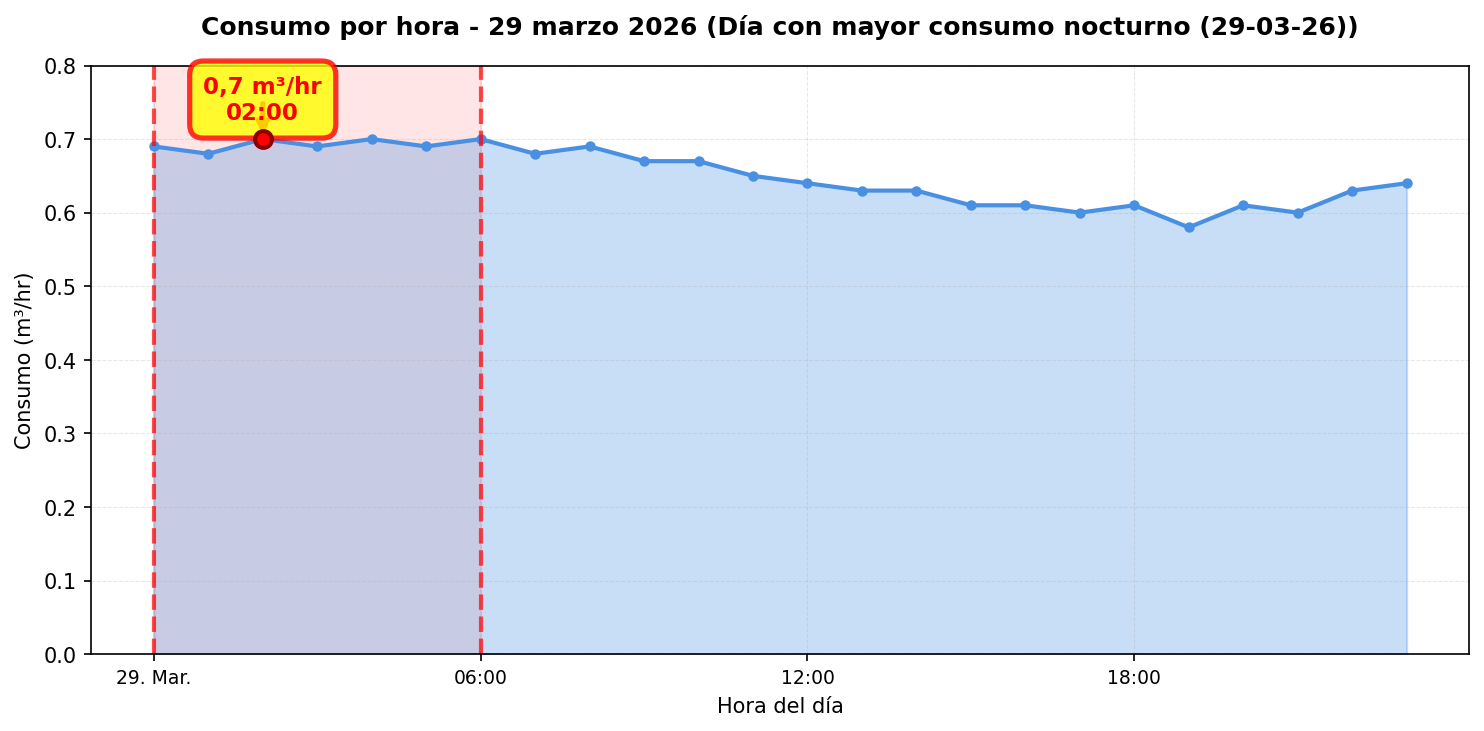 Consumo por hora - 29 marzo 2026 (Día con mayor consumo nocturno (29-03-26))
0,7 m³/hr
02:00
Consumo (m³/hr)
0.8
0.7
0.6
0.5
0.4
0.3
0.2
0.1
0.0
29. Mar.
06:00
12:00
18:00
Hora del día